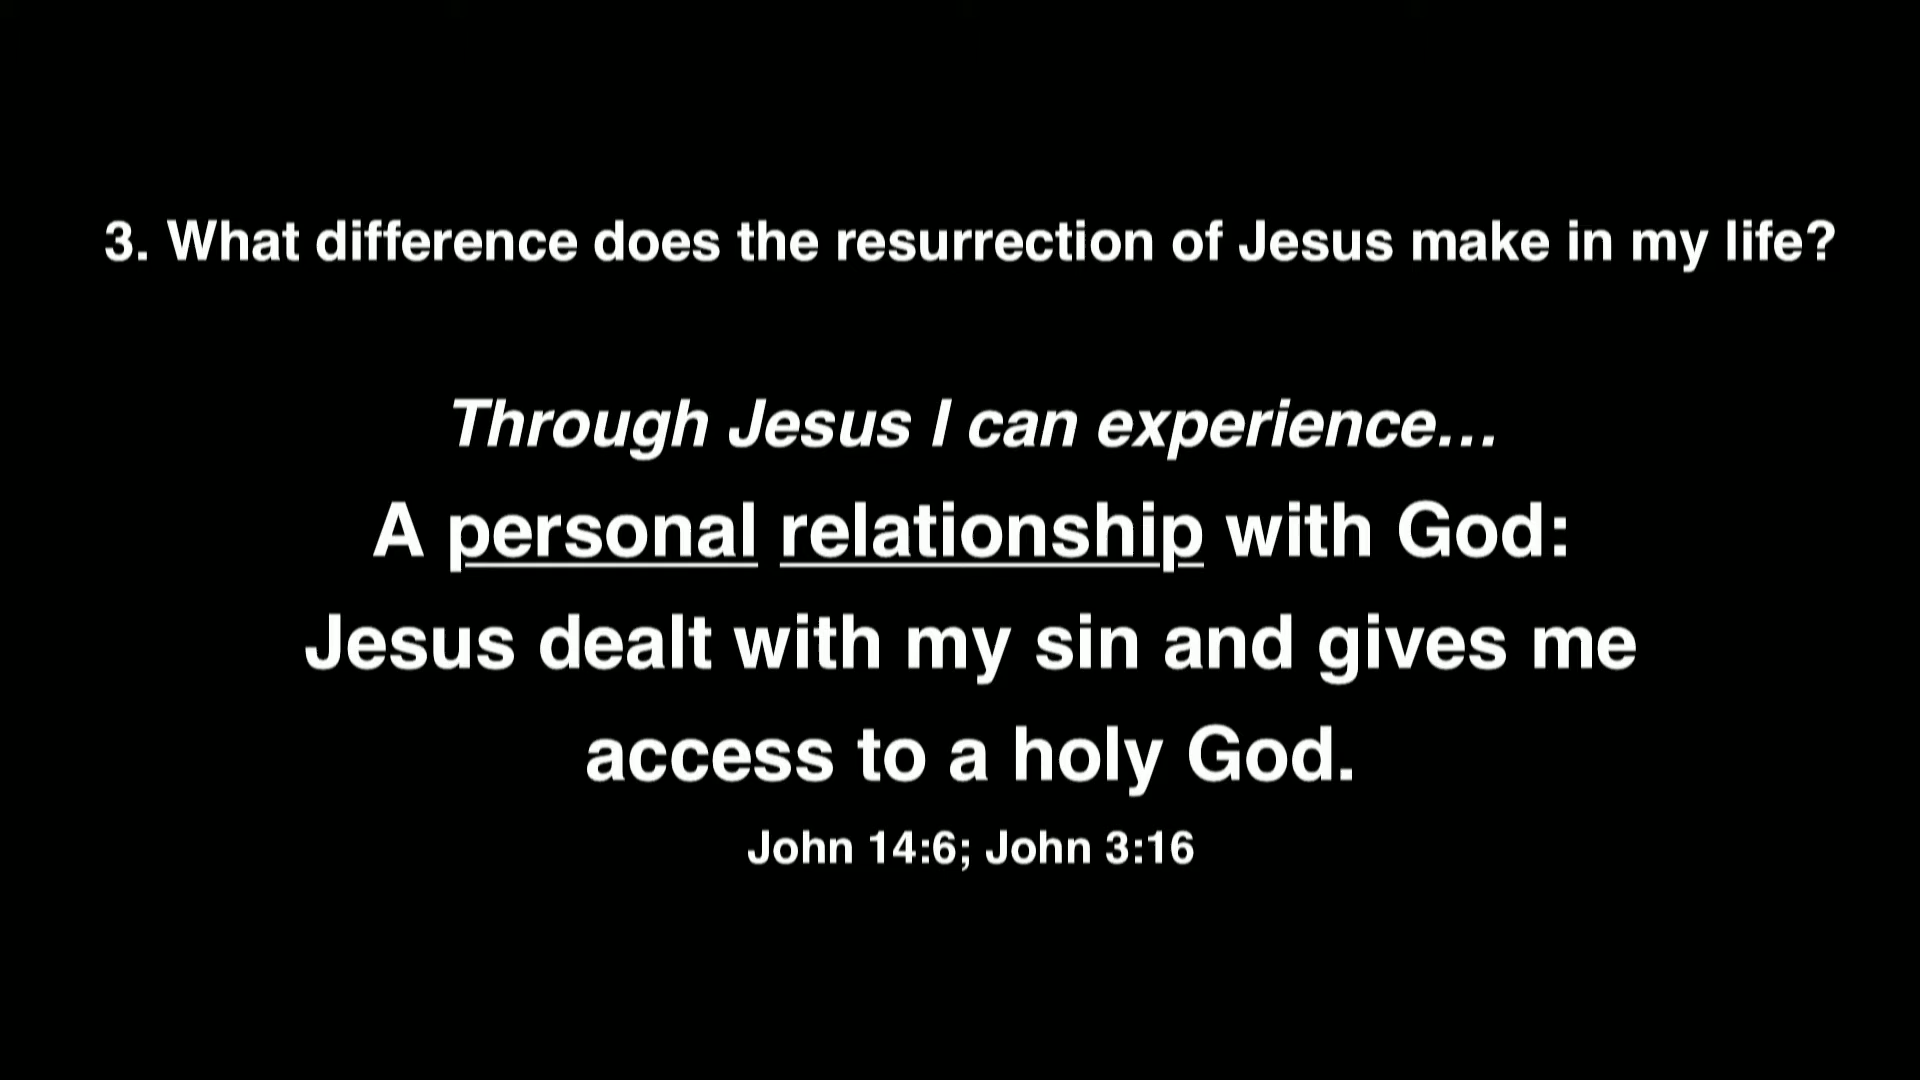 3. What difference does the resurrection of Jesus make in my life?
Through Jesus I can experience…
A personal relationship with God:
Jesus dealt with my sin and gives me
access to a holy God.
John 14:6; John 3:16